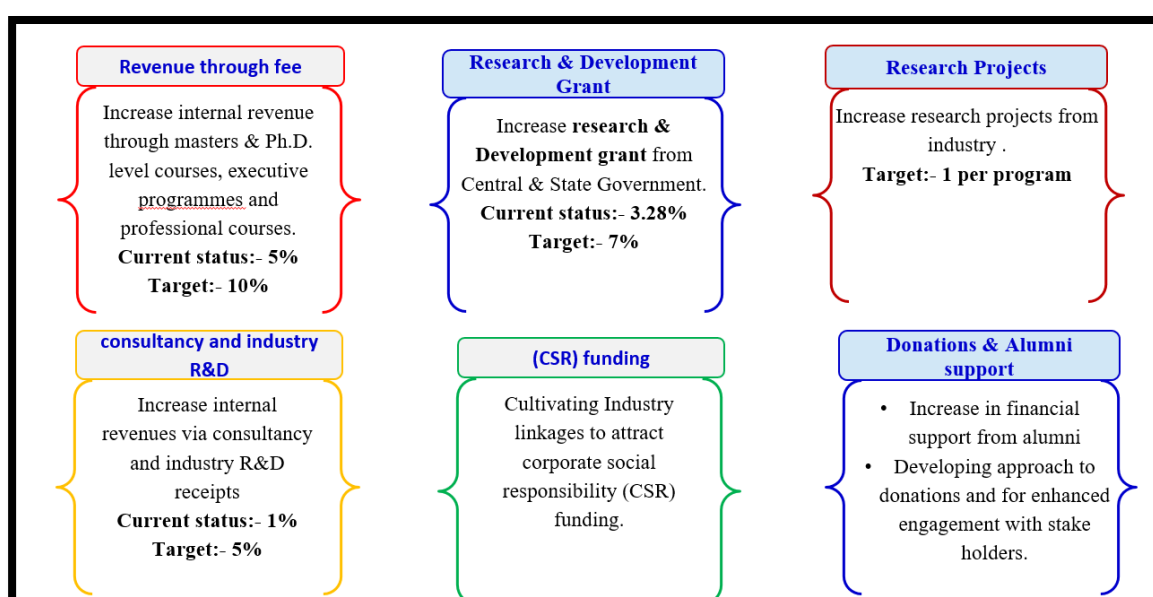 Revenue through fee
Increase internal revenue
through masters & Ph.D.
level courses, executive
programmes and
professional courses.
Current status:- 5%
Target:- 10%
Research & Development
Grant
Increase research &
Development grant from
Central & State Government.
Current status:- 3.28%
Target:- 7%
Research Projects
Increase research projects from
industry .
Target:- 1 per program
consultancy and industry
R&D
Increase internal
revenues via consultancy
and industry R&D
receipts
Current status:- 1%
Target:- 5%
(CSR) funding
Cultivating Industry
linkages to attract
corporate social
responsibility (CSR)
funding.
Donations & Alumni
support
• Increase in financial
support from alumni
• Developing approach to
donations and for enhanced
engagement with stake
holders.